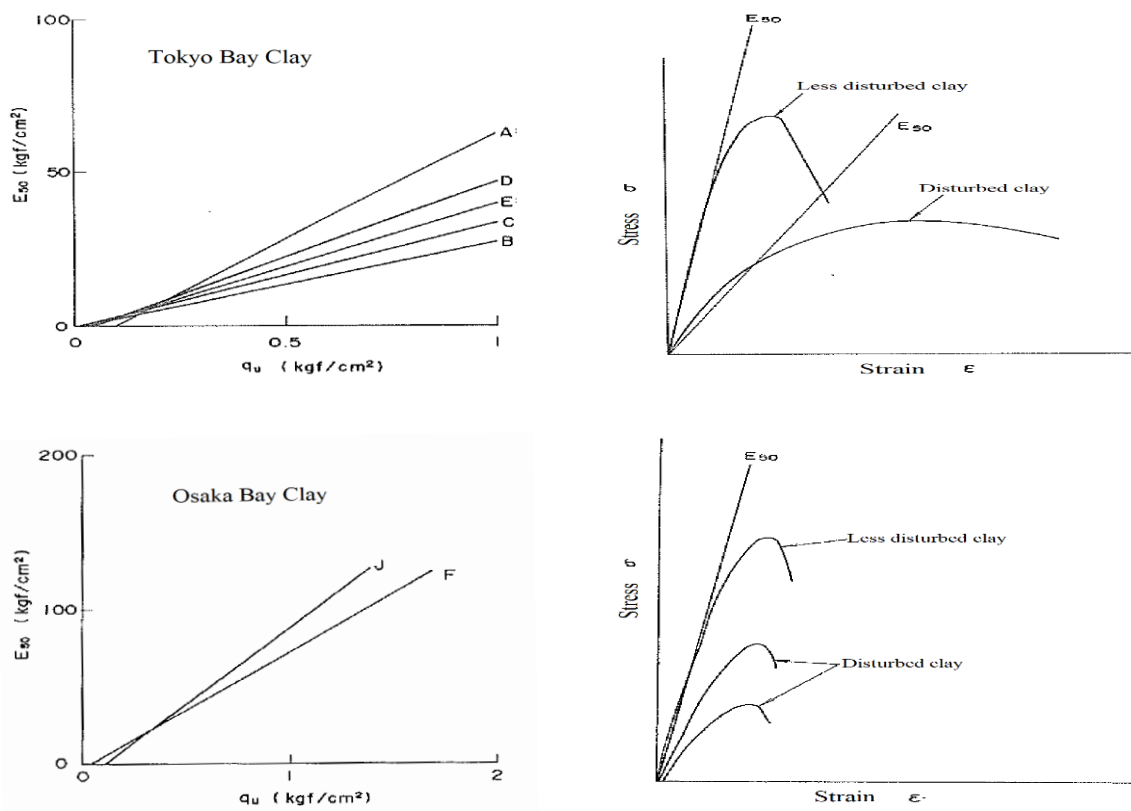 100
Tokyo Bay Clay
E50 (kgf/cm²)
50
A
D
E
C
B
0
0
0.5
1
qu (kgf/cm²)
E50
Less disturbed clay
E50
Disturbed clay
Stress σ
Strain ε
200
Osaka Bay Clay
E50 (kgf/cm²)
J
F
100
0
0
1
2
qu (kgf/cm²)
E50
Less disturbed clay
Stress σ
Disturbed clay
Strain ε